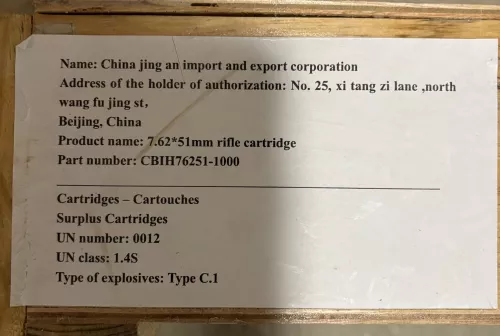 Name: China jing an import and export corporation
Address of the holder of authorization: No. 25, xi tang zi lane ,north
wang fu jing st,
Beijing, China
Product name: 7.62*51mm rifle cartridge
Part number: CBIH76251-1000
Cartridges – Cartouches
Surplus Cartridges
UN number: 0012
UN class: 1.4S
Type of explosives: Type C.1